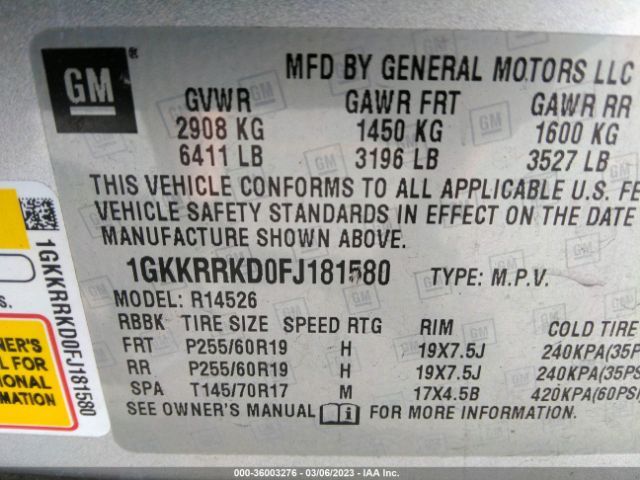 GM ®
MFD BY GENERAL MOTORS LLC
GVWR GAWR FRT GAWR RR
2908 KG 1450 KG 1600 KG
6411 LB 3196 LB 3527 LB
THIS VEHICLE CONFORMS TO ALL APPLICABLE U.S. FE
VEHICLE SAFETY STANDARDS IN EFFECT ON THE DATE
MANUFACTURE SHOWN ABOVE.
1GKKRRKD0FJ181580 TYPE: M.P.V.
MODEL: R14526
RBBK TIRE SIZE SPEED RTG RIM COLD TIRE
FRT P255/60R19 H 19X7.5J 240KPA(35P
RR P255/60R19 H 19X7.5J 240KPA(35PS
SPA T145/70R17 M 17X4.5B 420KPA(60PSI
SEE OWNER'S MANUAL FOR MORE INFORMATION.
1GKKRRKD0FJ181580
S.
NER'S
L FOR
IONAL
MATION
000-36003276 - 03/06/2023 - IAA Inc.